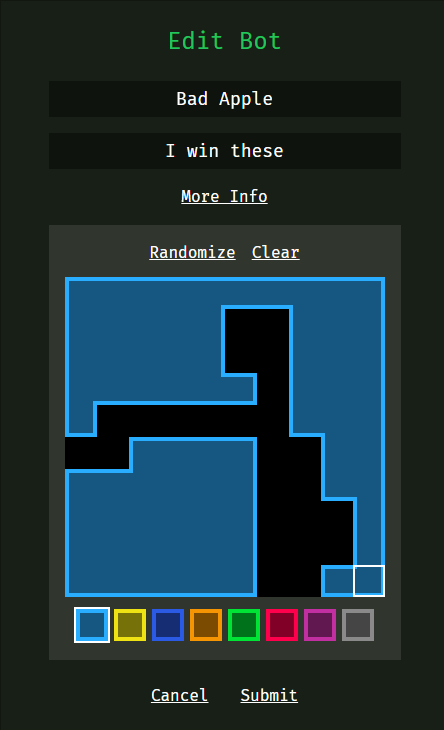 Edit Bot
Bad Apple
I win these
More Info
Randomize Clear
Cancel Submit